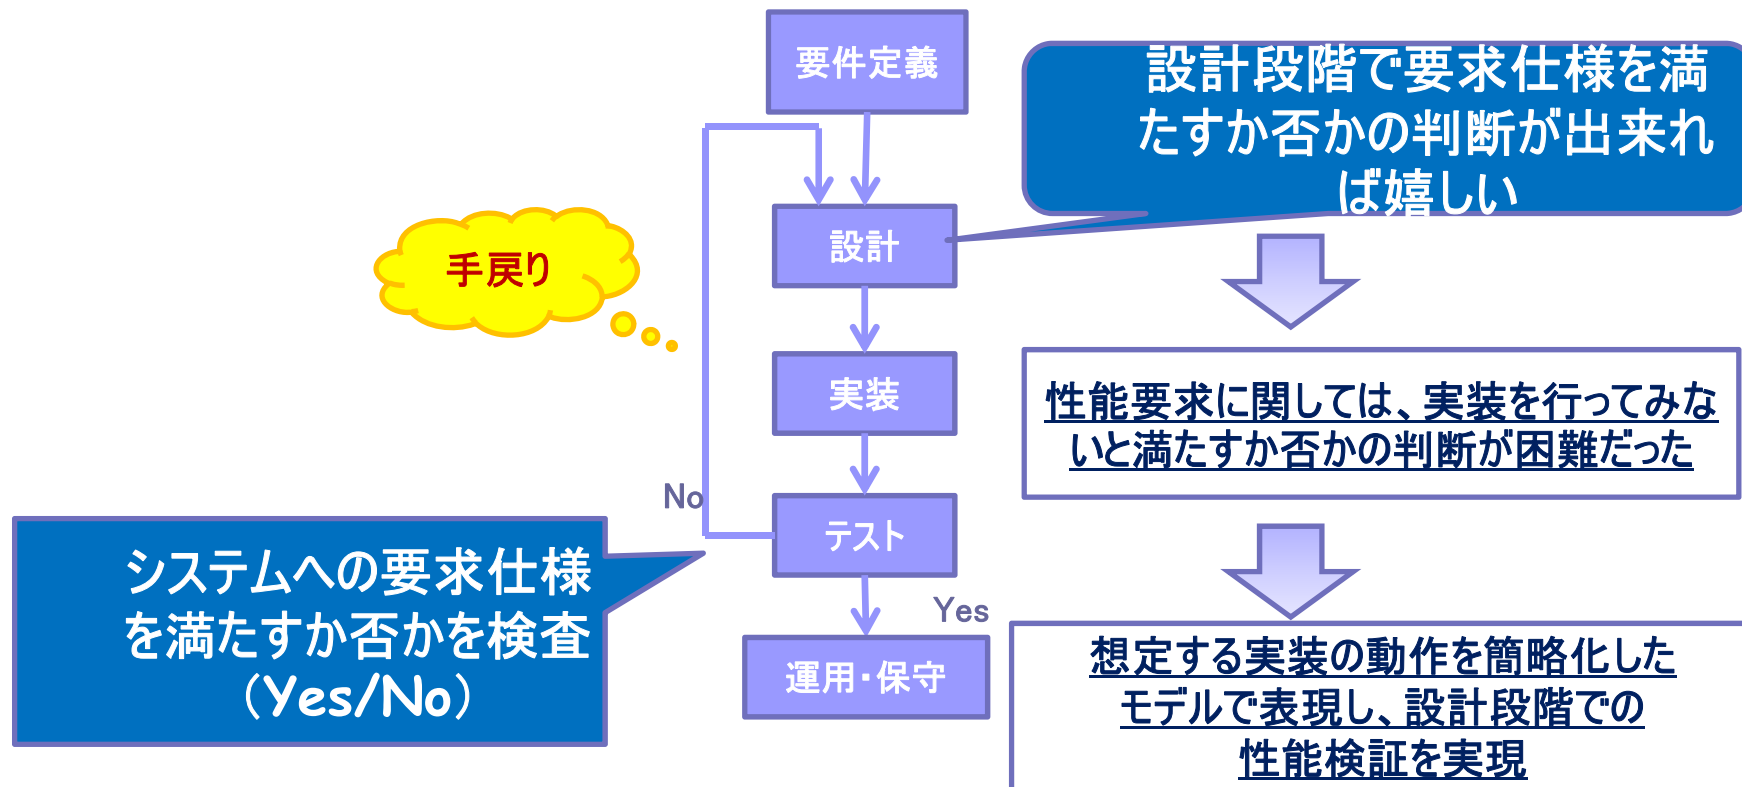 要件定義
設計段階で要求仕様を満
たすか否かの判断が出来れ
ば嬉しい
手戻り
設計
実装
性能要求に関しては、実装を行ってみな
いと満たすか否かの判断が困難だった
No
テスト
システムへの要求仕様
を満たすか否かを検査
（Yes/No）
Yes
運用・保守
想定する実装の動作を簡略化した
モデルで表現し、設計段階での
性能検証を実現